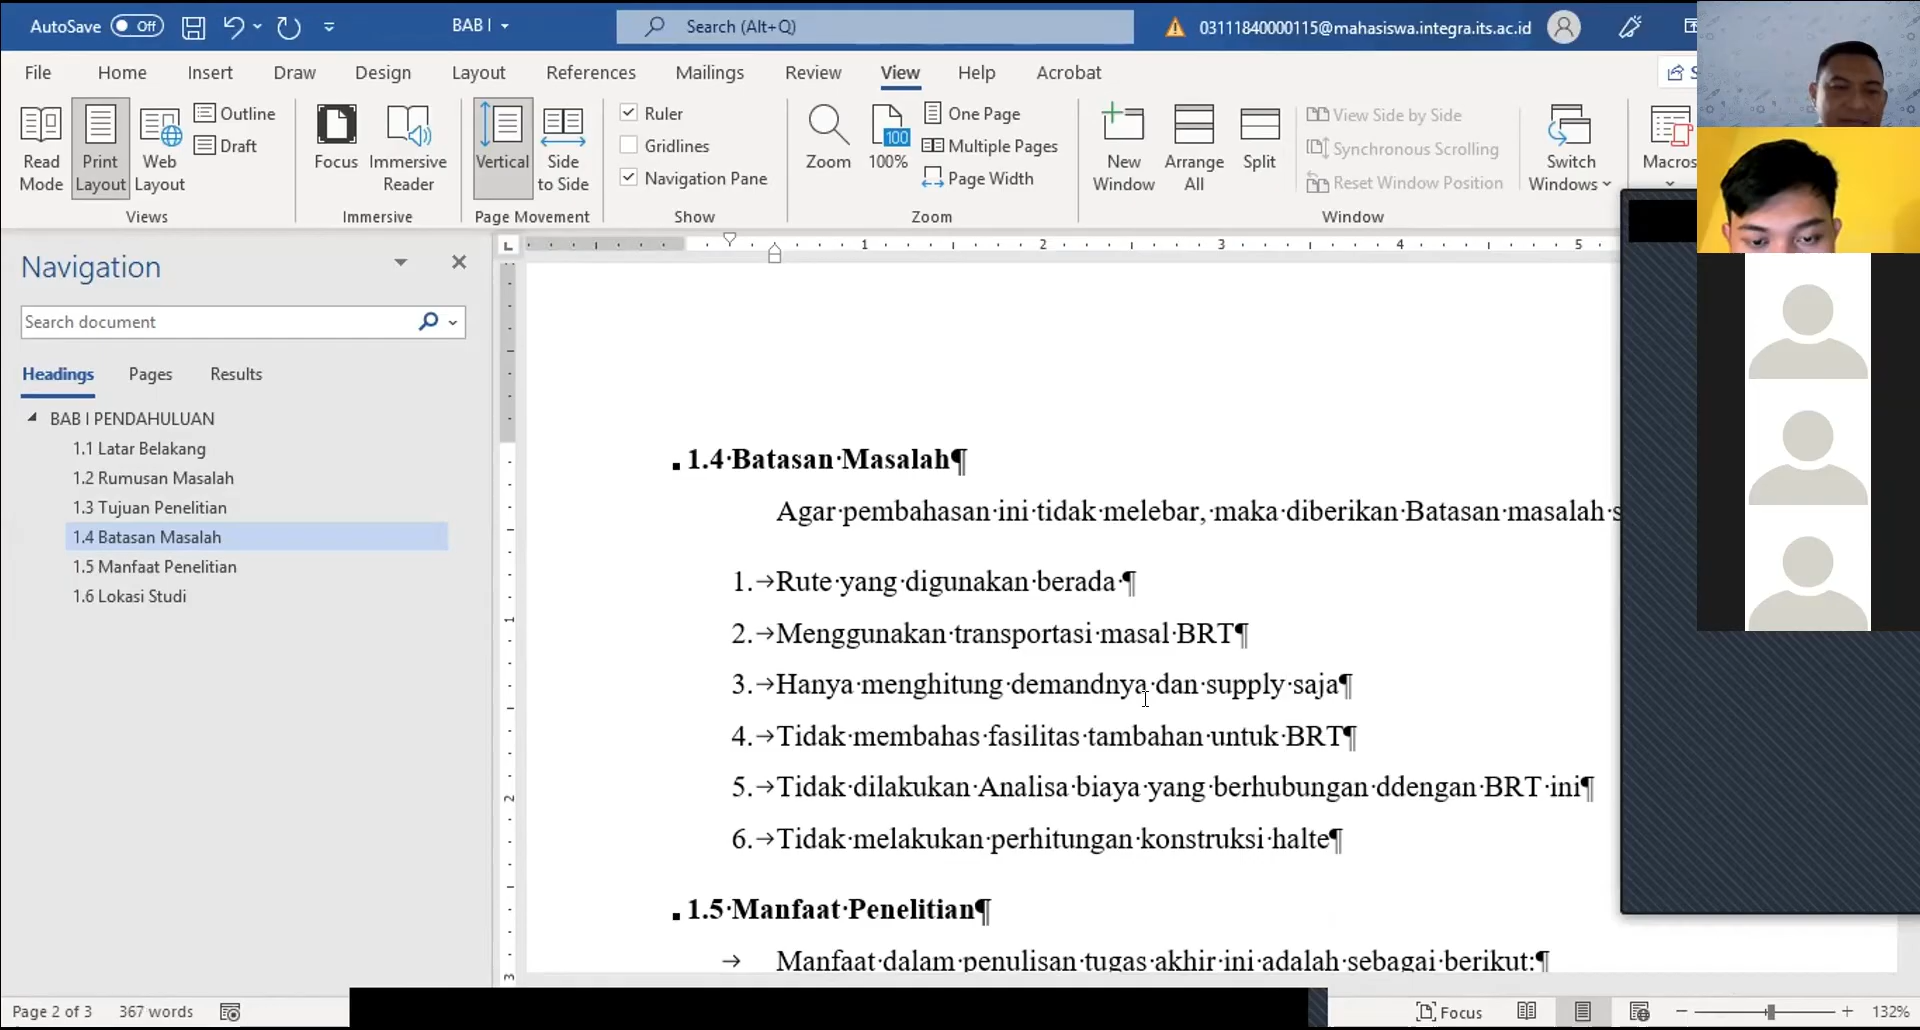 AutoSave Off BAB I Search (Alt+Q) 03111840000115@mahasiswa.integra.its.ac.id
File Home Insert Draw Design Layout References Mailings Review View Help Acrobat S
Read Mode
Print Layout
Web Layout
Outline
Draft
Views
Focus
Immersive Reader
Immersive
Vertical
Side to Side
Page Movement
Ruler
Gridlines
Navigation Pane
Show
Zoom
100
100%
One Page
Multiple Pages
Page Width
Zoom
New Window
Arrange All
Split
View Side by Side
Synchronous Scrolling
Reset Window Position
Switch Windows
Window
Macros
Navigation
Search document
Headings Pages Results
BAB I PENDAHULUAN
1.1 Latar Belakang
1.2 Rumusan Masalah
1.3 Tujuan Penelitian
1.4 Batasan Masalah
1.5 Manfaat Penelitian
1.6 Lokasi Studi
L 1 2 3 4 5
1
2
3
1.4·Batasan·Masalah¶
Agar·pembahasan·ini·tidak·melebar,·maka·diberikan·Batasan·masalah·s
1.→Rute·yang·digunakan·berada·¶
2.→Menggunakan·transportasi·masal·BRT¶
3.→Hanya·menghitung·demandnya·dan·supply·saja¶
4.→Tidak·membahas·fasilitas·tambahan·untuk·BRT¶
5.→Tidak·dilakukan·Analisa·biaya·yang·berhubungan·ddengan·BRT·ini¶
6.→Tidak·melakukan·perhitungan·konstruksi·halte¶
1.5·Manfaat·Penelitian¶
→ Manfaat·dalam·penulisan·tugas·akhir·ini·adalah·sebagai·berikut:¶
Page 2 of 3 367 words Focus 132%